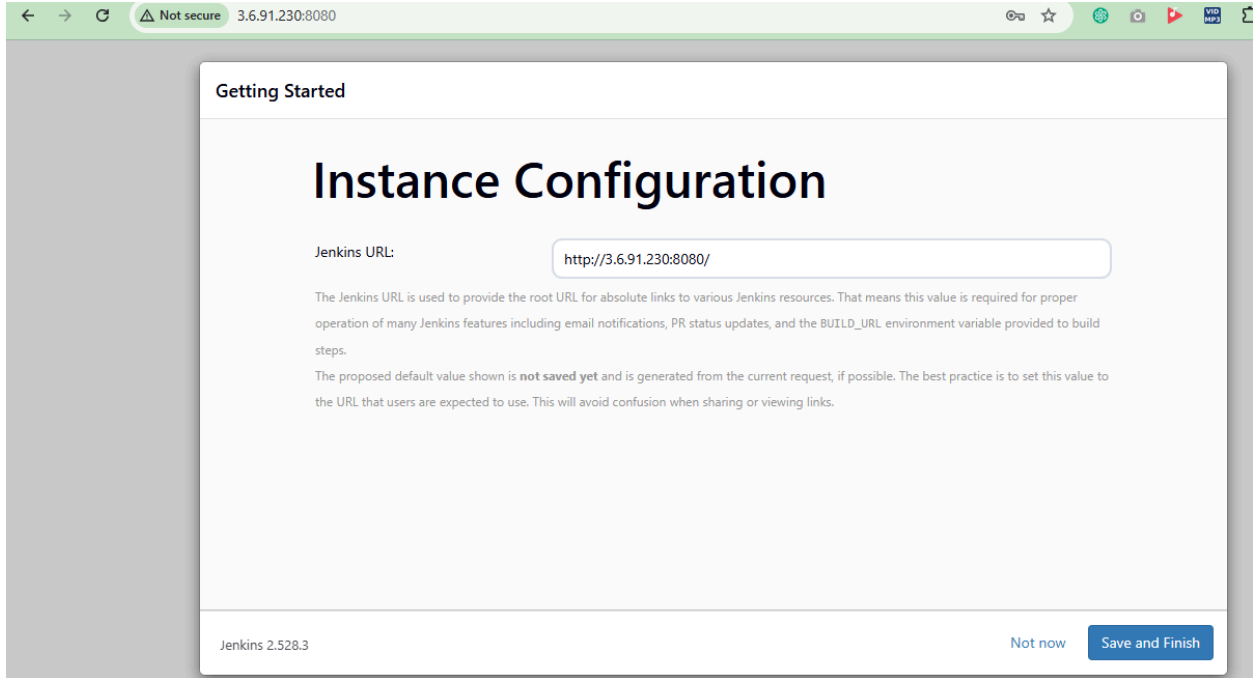 Not secure 3.6.91.230:8080
VID
MP3
Getting Started
Instance Configuration
Jenkins URL:
http://3.6.91.230:8080/
The Jenkins URL is used to provide the root URL for absolute links to various Jenkins resources. That means this value is required for proper
operation of many Jenkins features including email notifications, PR status updates, and the BUILD_URL environment variable provided to build
steps.
The proposed default value shown is not saved yet and is generated from the current request, if possible. The best practice is to set this value to
the URL that users are expected to use. This will avoid confusion when sharing or viewing links.
Jenkins 2.528.3
Not now
Save and Finish